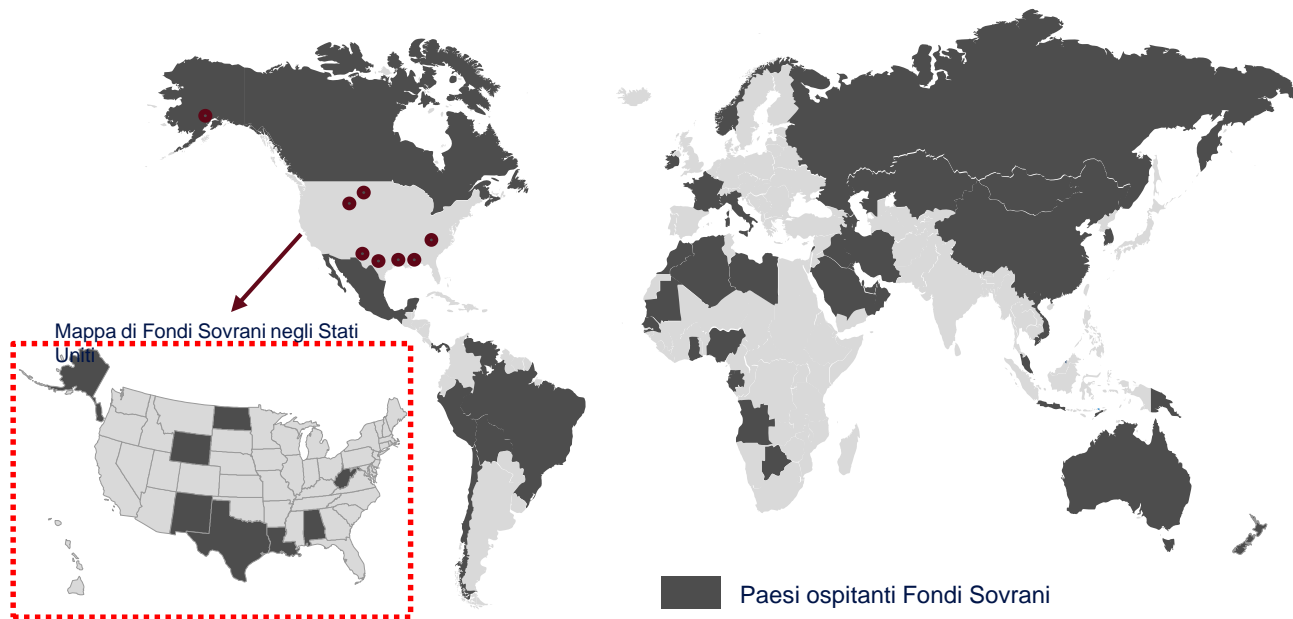 Mappa di Fondi Sovrani negli Stati
Uniti
Paesi ospitanti Fondi Sovrani